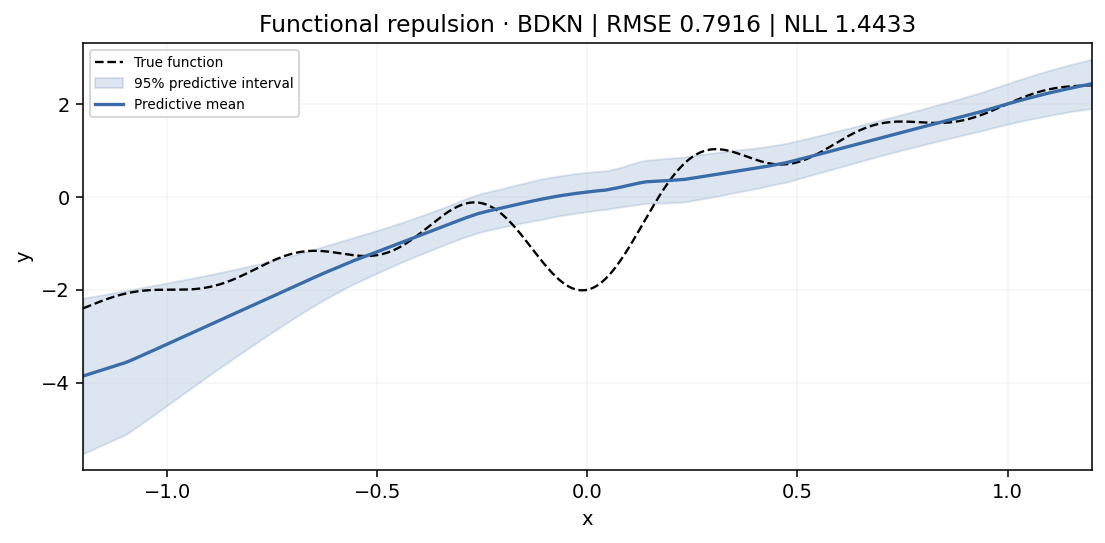 Functional repulsion · BDKN | RMSE 0.7916 | NLL 1.4433
True function
95% predictive interval
Predictive mean
y
2
0
−2
−4
−1.0
−0.5
0.0
0.5
1.0
x